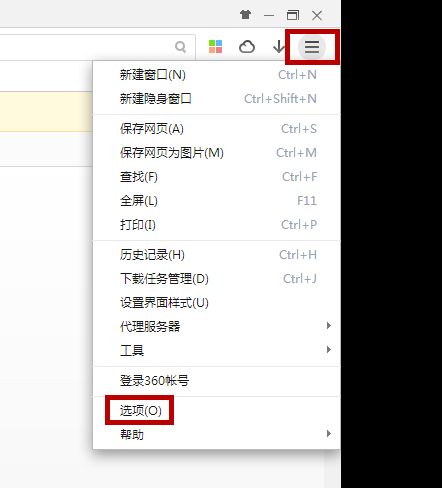 新建窗口(N) Ctrl+N
新建隐身窗口 Ctrl+Shift+N
保存网页(A) Ctrl+S
保存网页为图片(M) Ctrl+M
查找(F) Ctrl+F
全屏(L) F11
打印(I) Ctrl+P
历史记录(H) Ctrl+H
下载任务管理(D) Ctrl+J
设置界面样式(U)
代理服务器
工具
登录360帐号
选项(O)
帮助